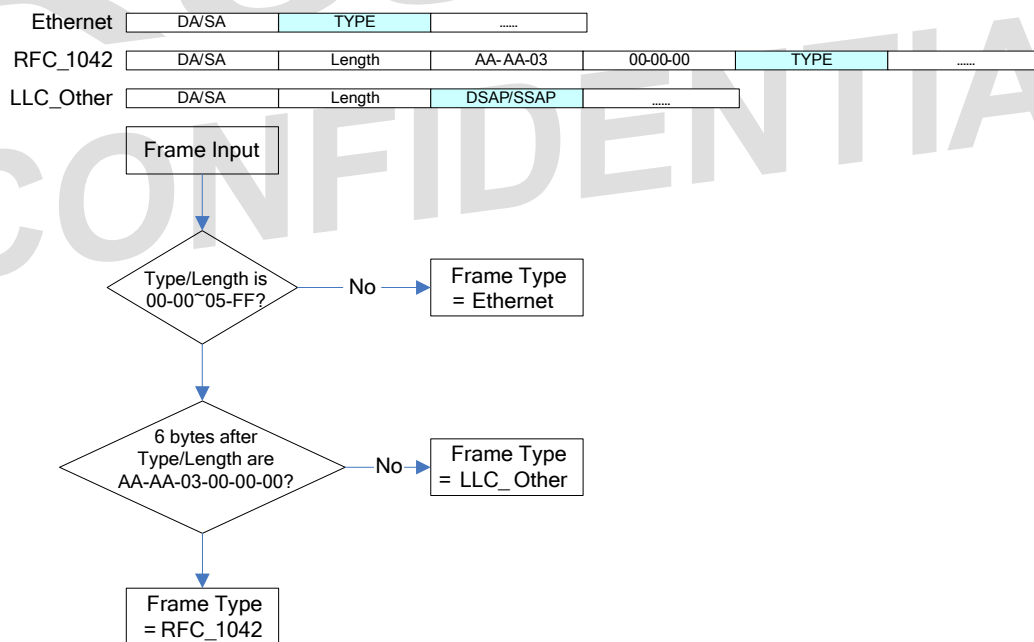 Ethernet DA/SA TYPE ......
RFC_1042 DA/SA Length AA-AA-03 00-00-00 TYPE ......
LLC_Other DA/SA Length DSAP/SSAP ......
Frame Input
Type/Length is
00-00~05-FF?
No
Frame Type
= Ethernet
6 bytes after
Type/Length are
AA-AA-03-00-00-00?
No
Frame Type
= LLC_ Other
Frame Type
= RFC_1042
CONFIDENTIA